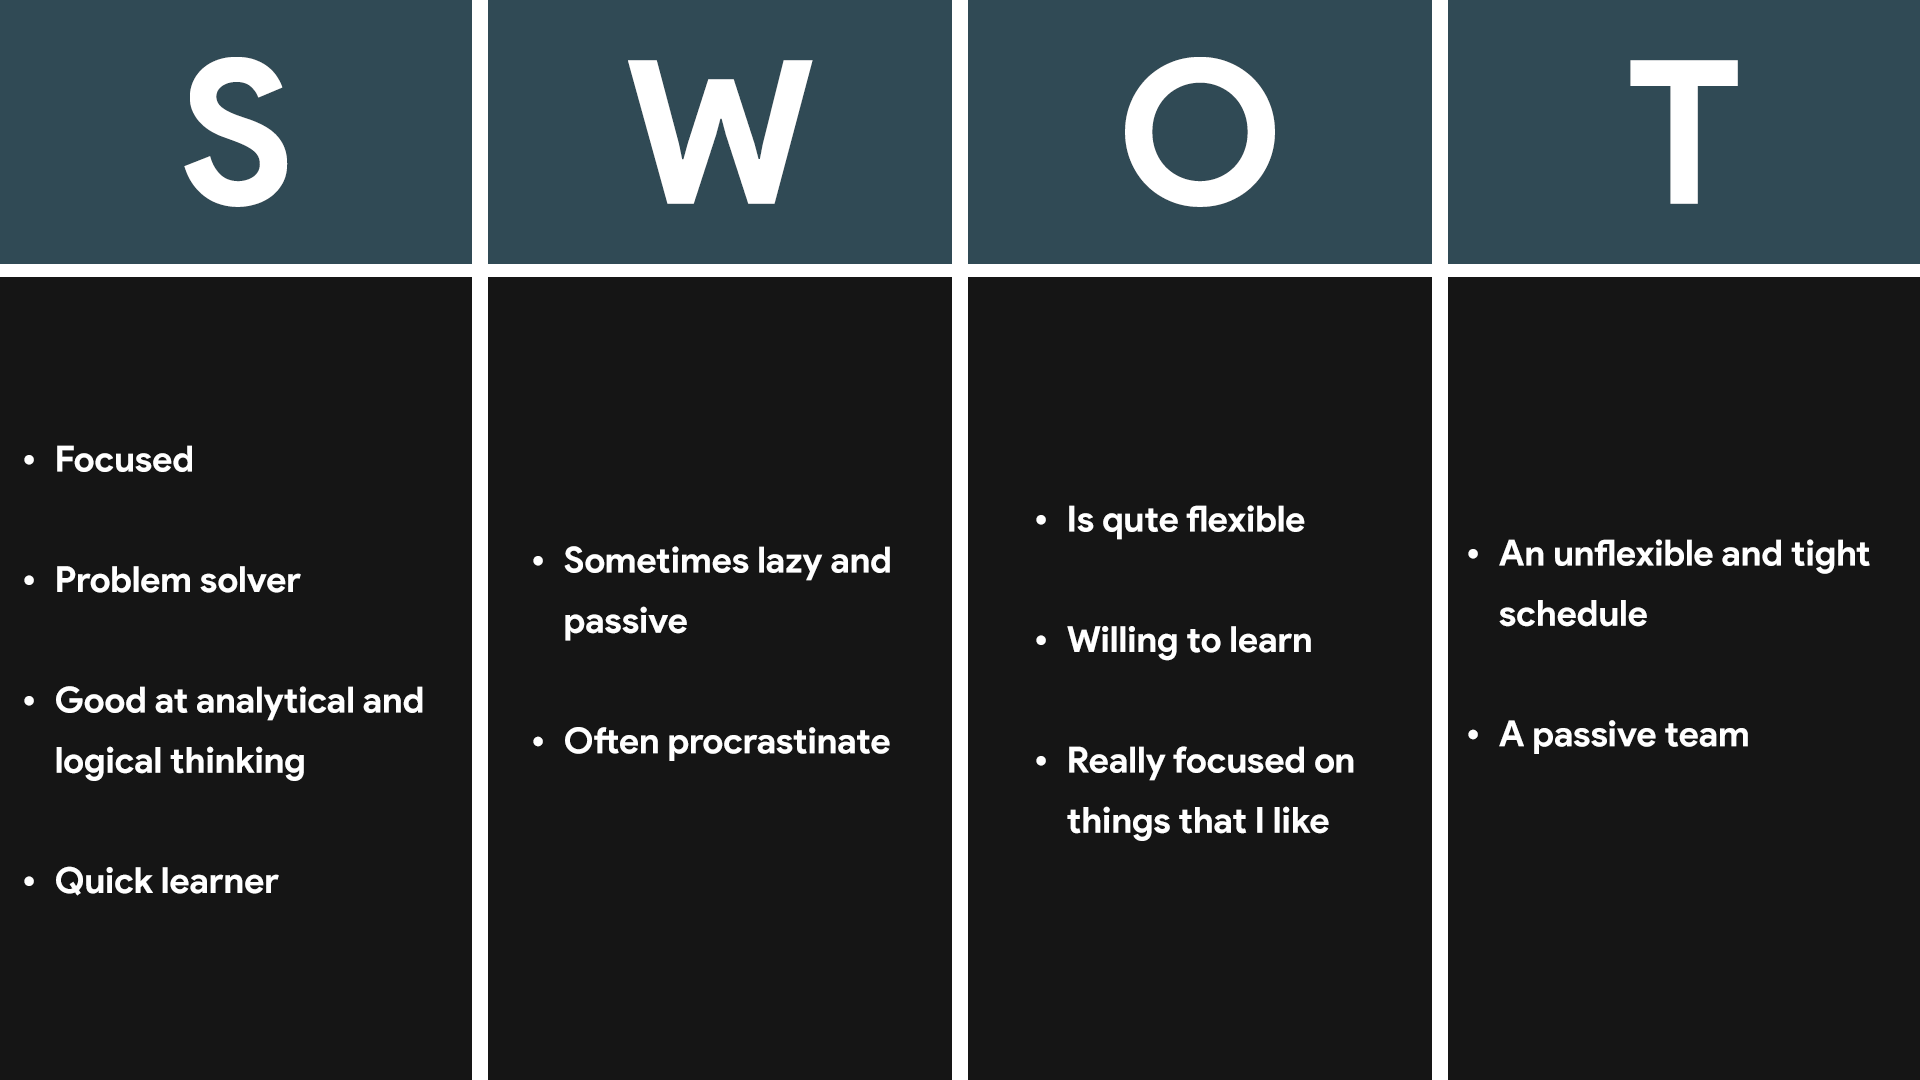 S
W
O
T
• Focused
• Problem solver
• Good at analytical and
logical thinking
• Quick learner
• Sometimes lazy and
passive
• Often procrastinate
• Is qute flexible
• Willing to learn
• Really focused on
things that I like
• An unflexible and tight
schedule
• A passive team